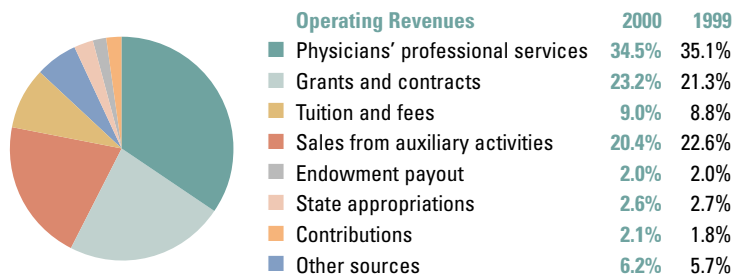 Operating Revenues 2000 1999
Physicians’ professional services 34.5% 35.1%
Grants and contracts 23.2% 21.3%
Tuition and fees 9.0% 8.8%
Sales from auxiliary activities 20.4% 22.6%
Endowment payout 2.0% 2.0%
State appropriations 2.6% 2.7%
Contributions 2.1% 1.8%
Other sources 6.2% 5.7%